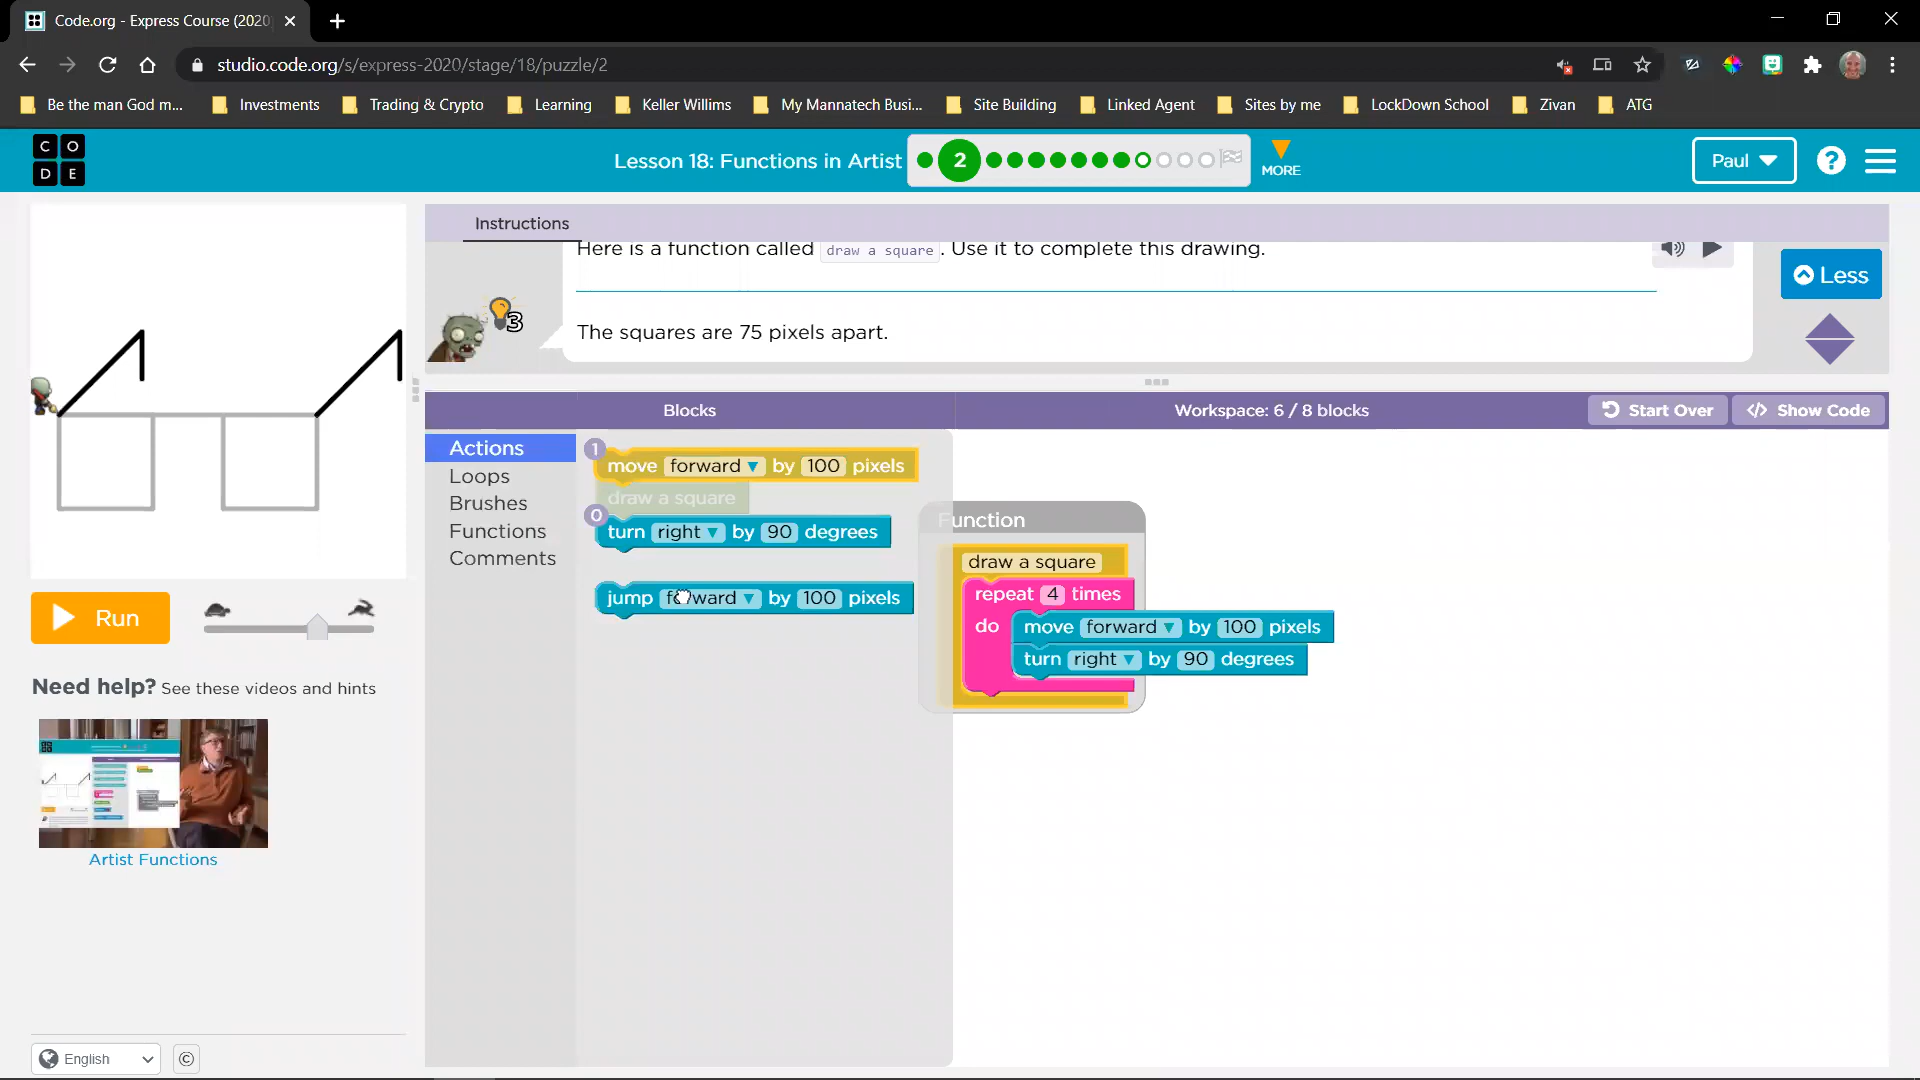 Code.org - Express Course (2020)
studio.code.org/s/express-2020/stage/18/puzzle/2
Be the man God m...
Investments
Trading & Crypto
Learning
Keller Willims
My Mannatech Busi...
Site Building
Linked Agent
Sites by me
LockDown School
Zivan
ATG
C O
D E
Lesson 18: Functions in Artist
2
MORE
Paul
?
Instructions
Here is a function called draw a square . Use it to complete this drawing.
3
The squares are 75 pixels apart.
Less
Blocks
Workspace: 6 / 8 blocks
Start Over
</> Show Code
Actions
Loops
Brushes
Functions
Comments
1
move forward by 100 pixels
draw a square
0
turn right by 90 degrees
jump forward by 100 pixels
Function
draw a square
repeat 4 times
do
move forward by 100 pixels
turn right by 90 degrees
Run
Need help? See these videos and hints
Artist Functions
English
©